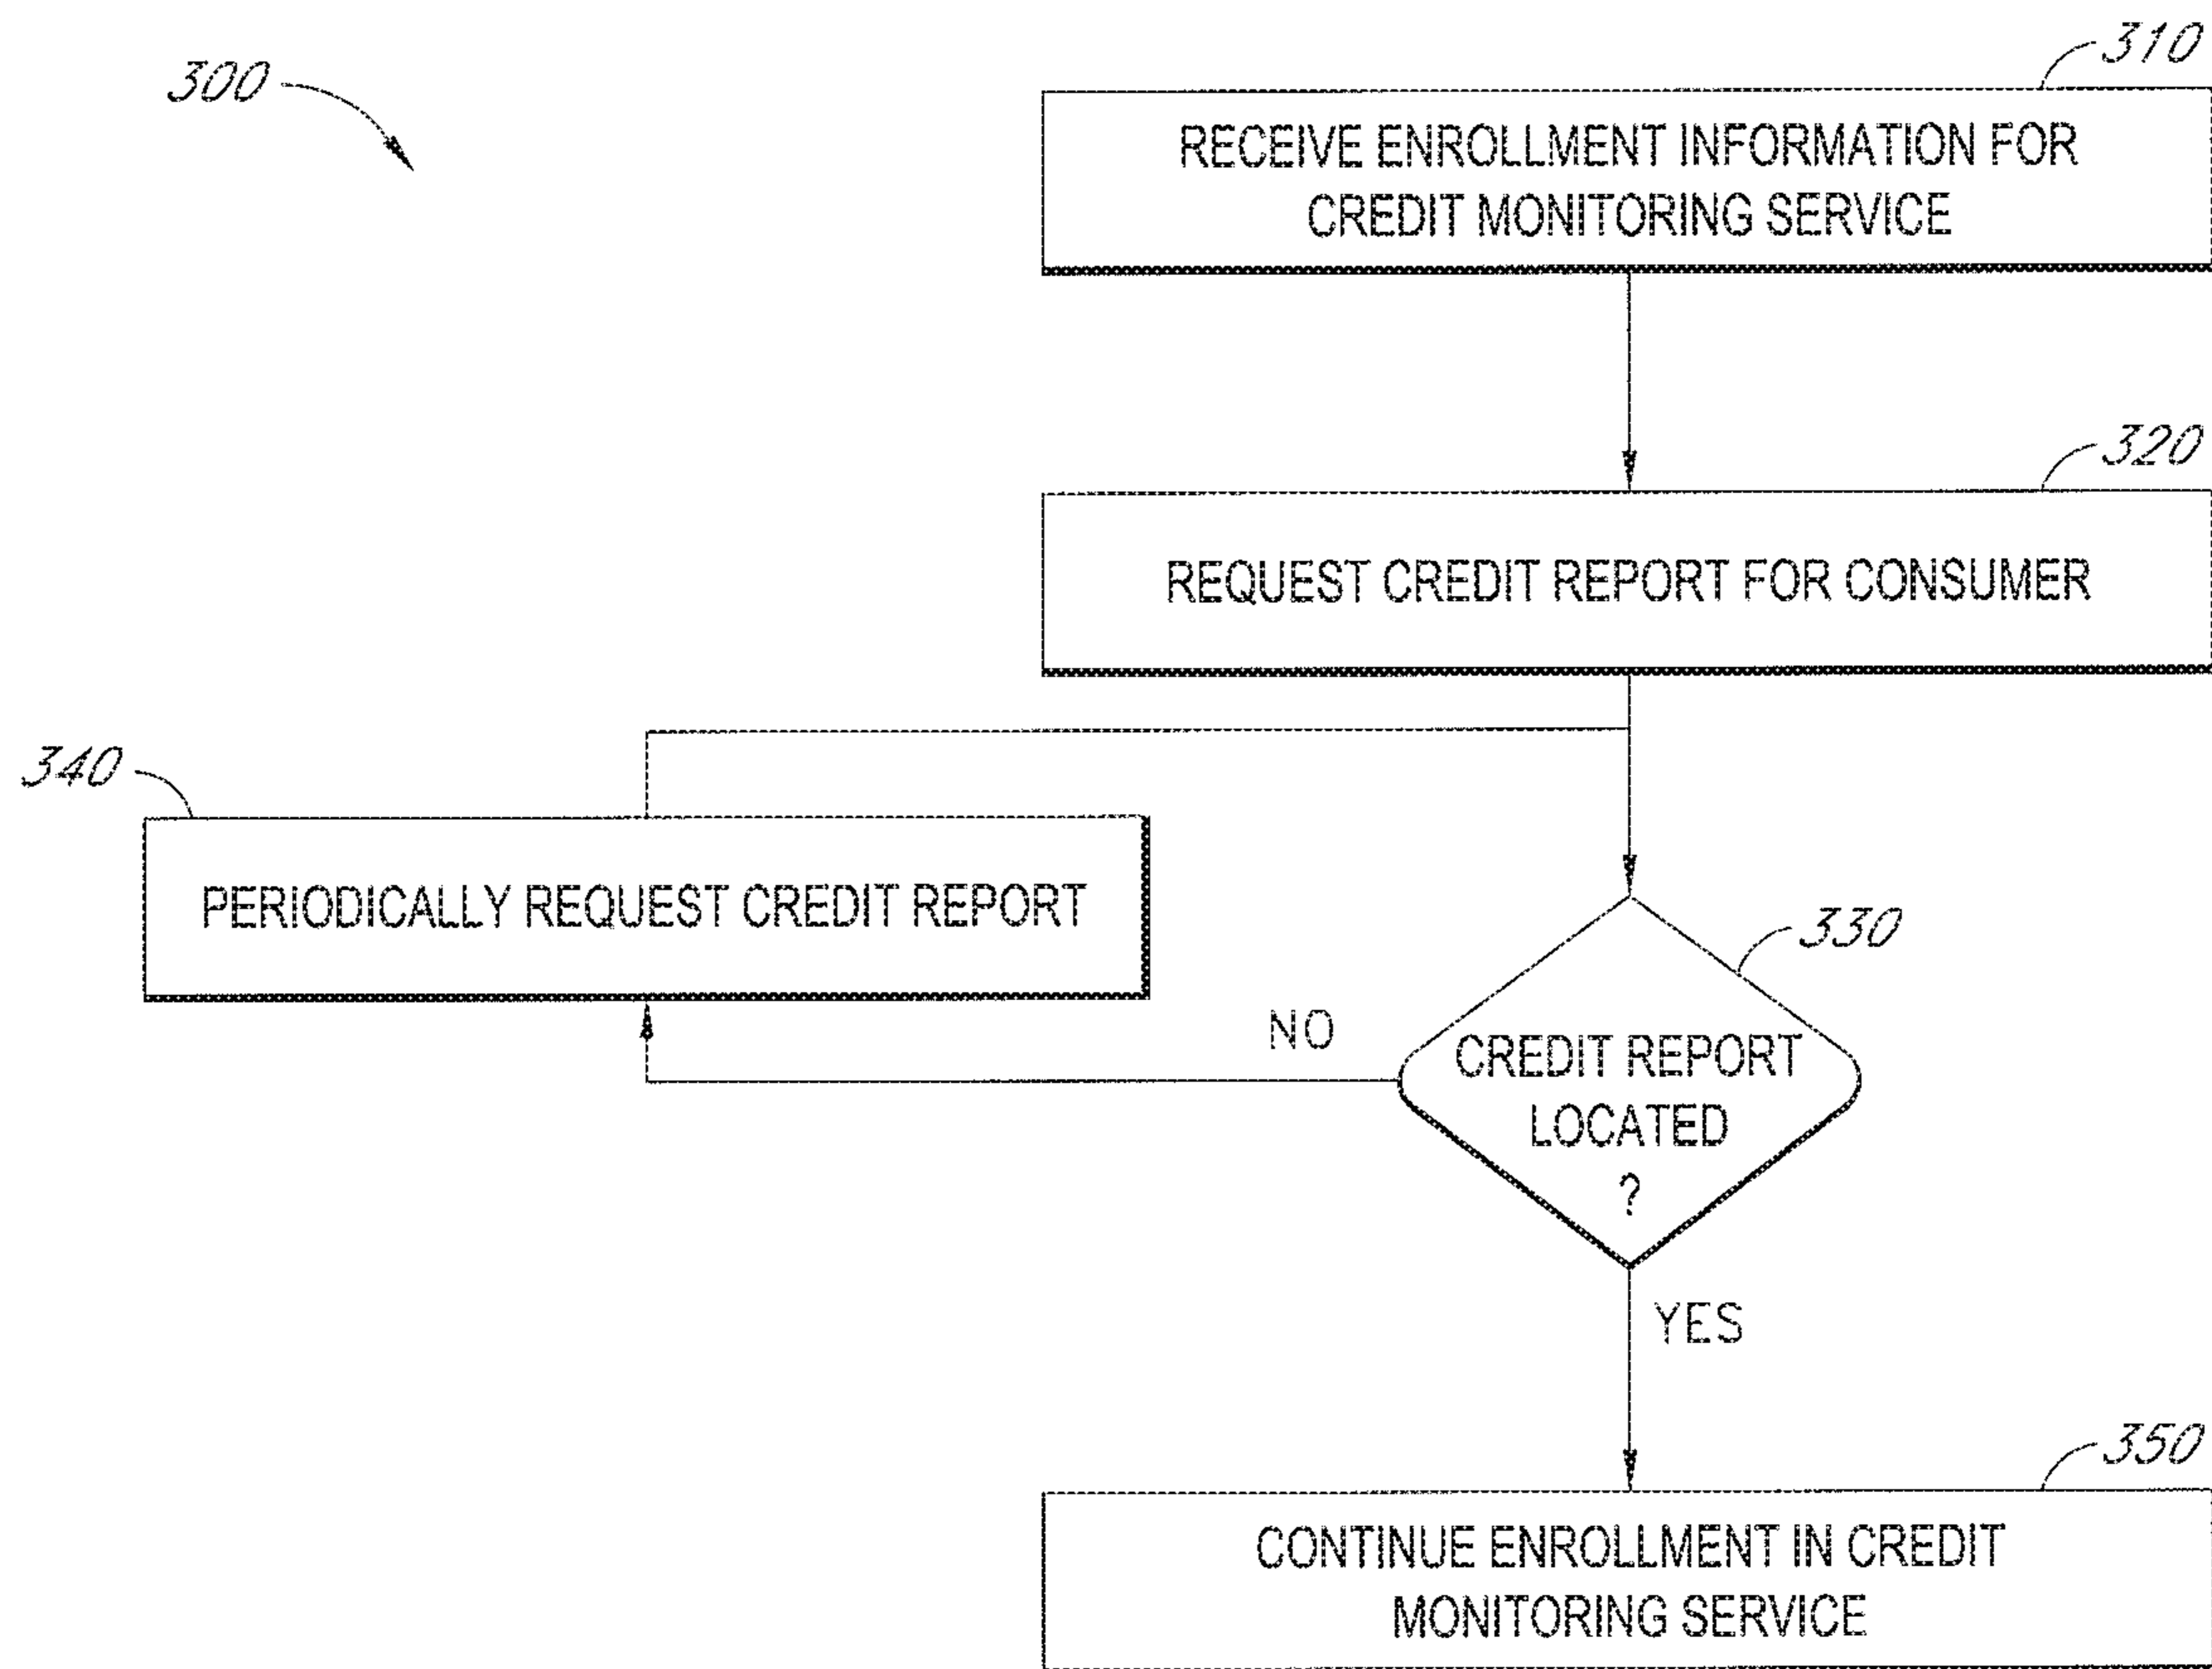 300
310
RECEIVE ENROLLMENT INFORMATION FOR
CREDIT MONITORING SERVICE
320
REQUEST CREDIT REPORT FOR CONSUMER
340
PERIODICALLY REQUEST CREDIT REPORT
330
NO
CREDIT REPORT
LOCATED
?
YES
350
CONTINUE ENROLLMENT IN CREDIT
MONITORING SERVICE